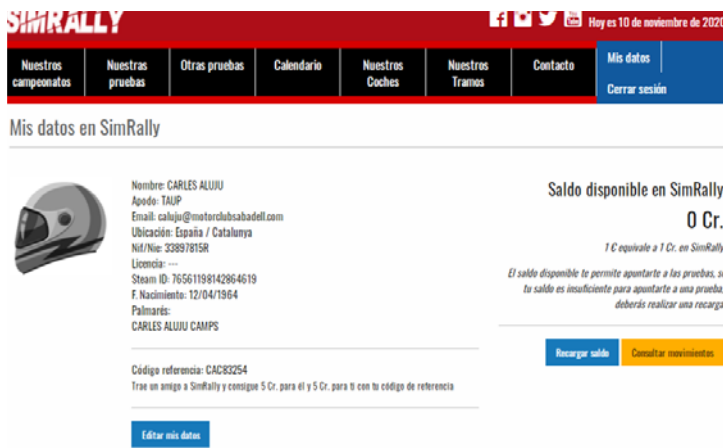 SIMRALLY
Hoy es 10 de noviembre de 2020
Nuestros campeonatos
Nuestras pruebas
Otras pruebas
Calendario
Nuestros Coches
Nuestros Tramos
Contacto
Mis datos
Cerrar sesión
Mis datos en SimRally
Nombre: CARLES ALUJU
Apodo: TAUP
Email: caluju@motorclubsabadell.com
Ubicación: España / Catalunya
Nif/Nie: 33897815R
Licencia: ---
Steam ID: 76561198142864619
F. Nacimiento: 12/04/1964
Palmarés:
CARLES ALUJU CAMPS
Código referencia: CAC83254
Trae un amigo a SimRally y consigue 5 Cr. para él y 5 Cr. para ti con tu código de referencia
Editar mis datos
Saldo disponible en SimRally
0 Cr.
1 € equivale a 1 Cr. en SimRally
El saldo disponible te permite apuntarte a las pruebas, s
tu saldo es insuficiente para apuntarte a una prueba,
deberás realizar una recarga
Recargar saldo
Consultar movimientos